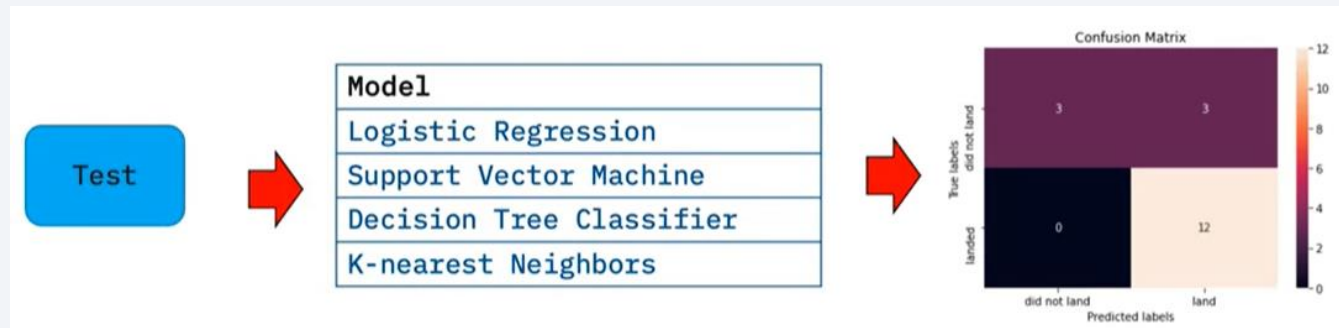 Test
Model
Logistic Regression
Support Vector Machine
Decision Tree Classifier
K-nearest Neighbors
Confusion Matrix
True labels
did not land
landed
3 3
0 12
did not land land
Predicted labels
12
10
8
6
4
2
0